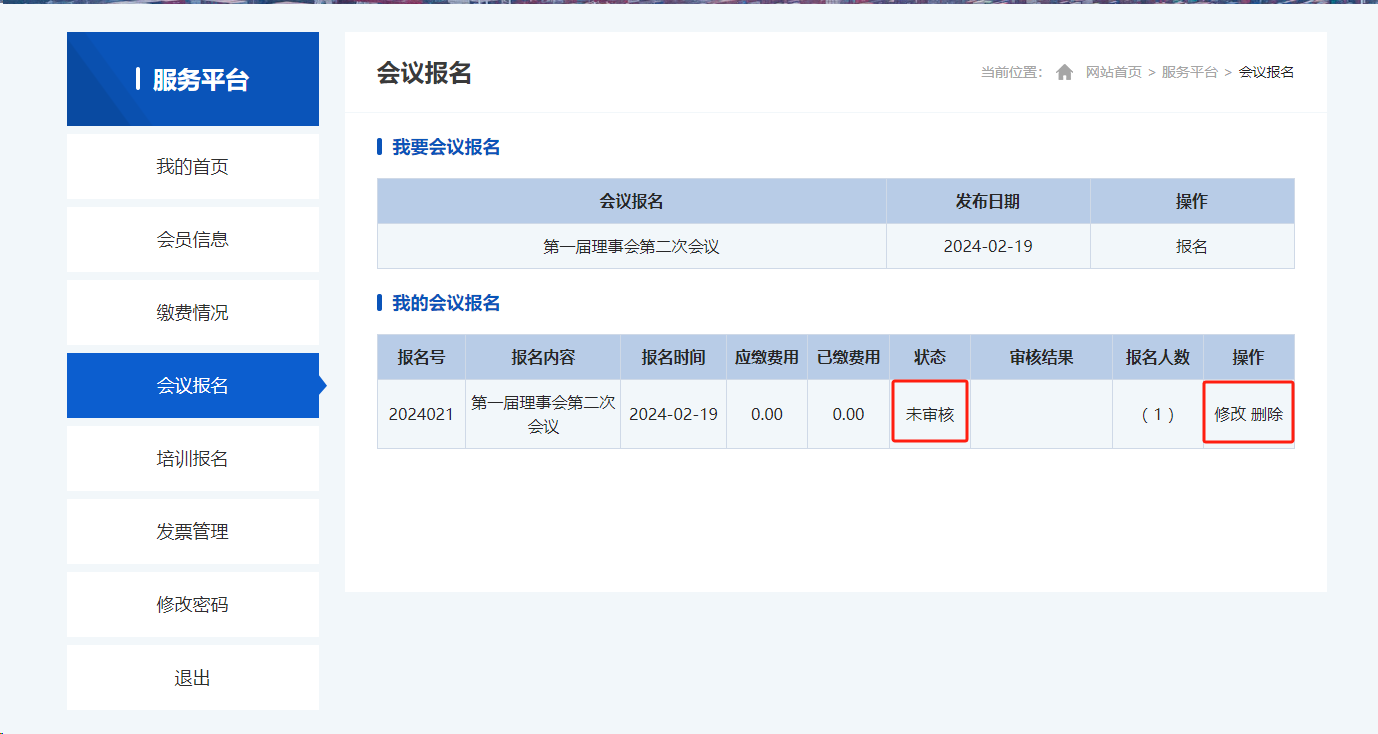 服务平台
我的首页
会员信息
缴费情况
会议报名
培训报名
发票管理
修改密码
退出
会议报名
当前位置： 网站首页 > 服务平台 > 会议报名
我要会议报名
会议报名 发布日期 操作
第一届理事会第二次会议 2024-02-19 报名
我的会议报名
报名号 报名内容 报名时间 应缴费用 已缴费用 状态 审核结果 报名人数 操作
2024021 第一届理事会第二次 2024-02-19 0.00 0.00 未审核 （ 1 ） 修改 删除
会议